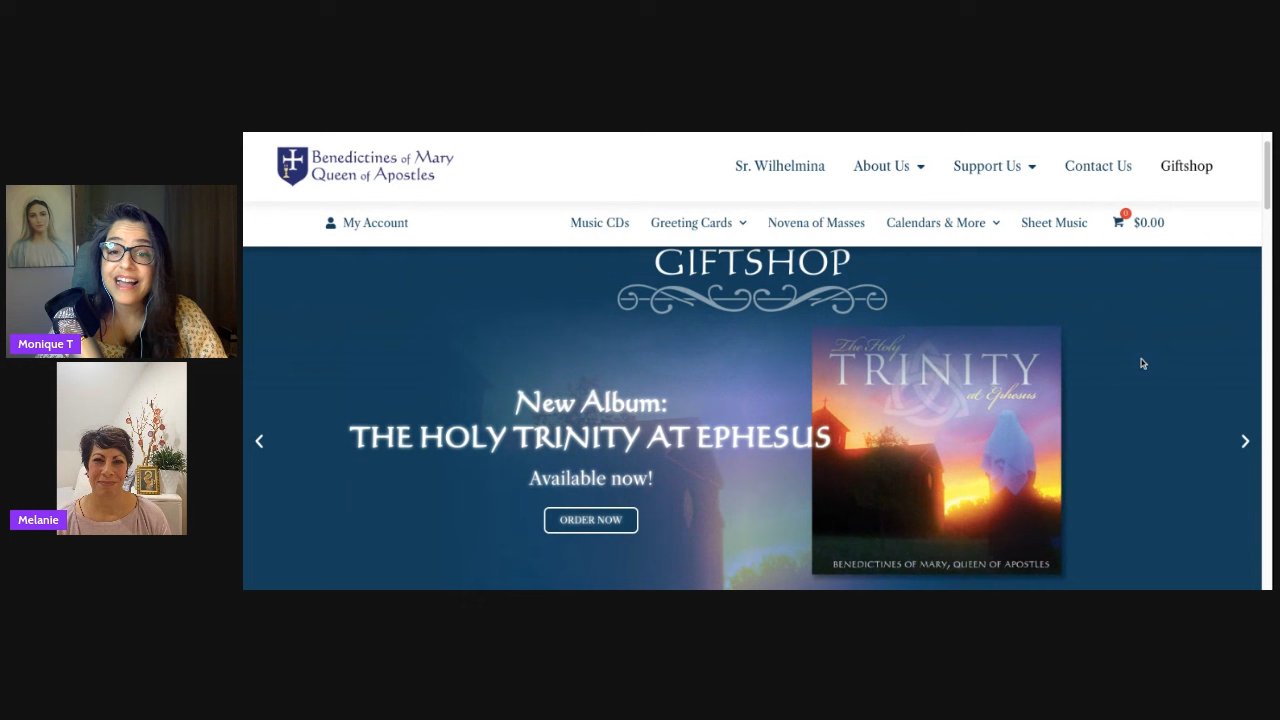 Monique T
Melanie
Benedictines of Mary
Queen of Apostles
Sr. Wilhelmina About Us Support Us Contact Us Giftshop
My Account Music CDs Greeting Cards Novena of Masses Calendars & More Sheet Music 0 $0.00
GIFTSHOP
New Album:
THE HOLY TRINITY AT EPHESUS
Available now!
ORDER NOW
The Holy
TRINITY
at Ephesus
BENEDICTINES OF MARY, QUEEN OF APOSTLES